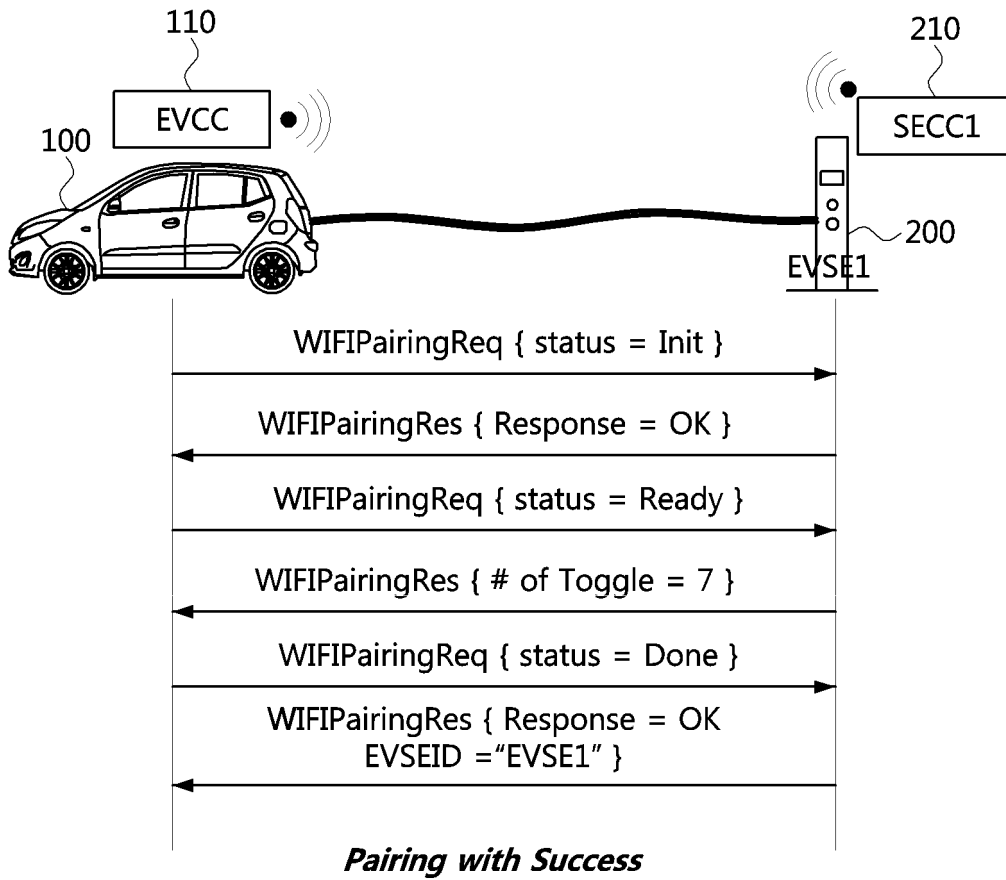 110
210
EVCC
SECC1
100
200
EVSE1
WIFIPairingReq { status = Init }
WIFIPairingRes { Response = OK }
WIFIPairingReq { status = Ready }
WIFIPairingRes { # of Toggle = 7 }
WIFIPairingReq { status = Done }
WIFIPairingRes { Response = OK
EVSEID =“EVSE1” }
Pairing with Success